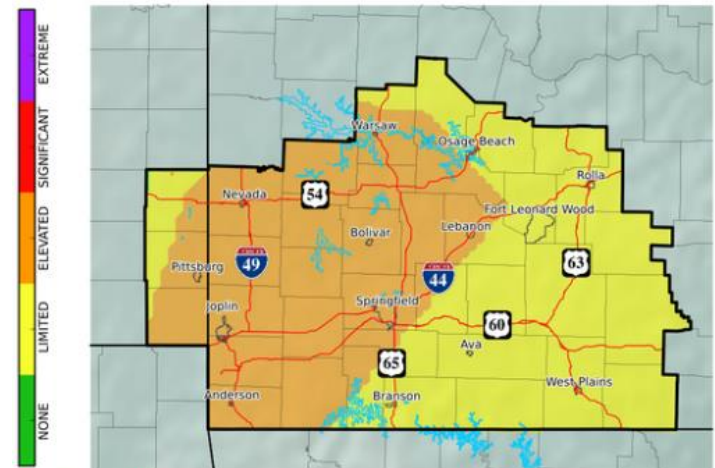 EXTREME
SIGNIFICANT
ELEVATED
LIMITED
NONE
Warsaw
Osage Beach
Rolla
Nevada
54
Fort Leonard Wood
Bolivar
Lebanon
Pittsburg
49
44
63
Joplin
Springfield
60
Ava
65
West Plains
Anderson
Branson